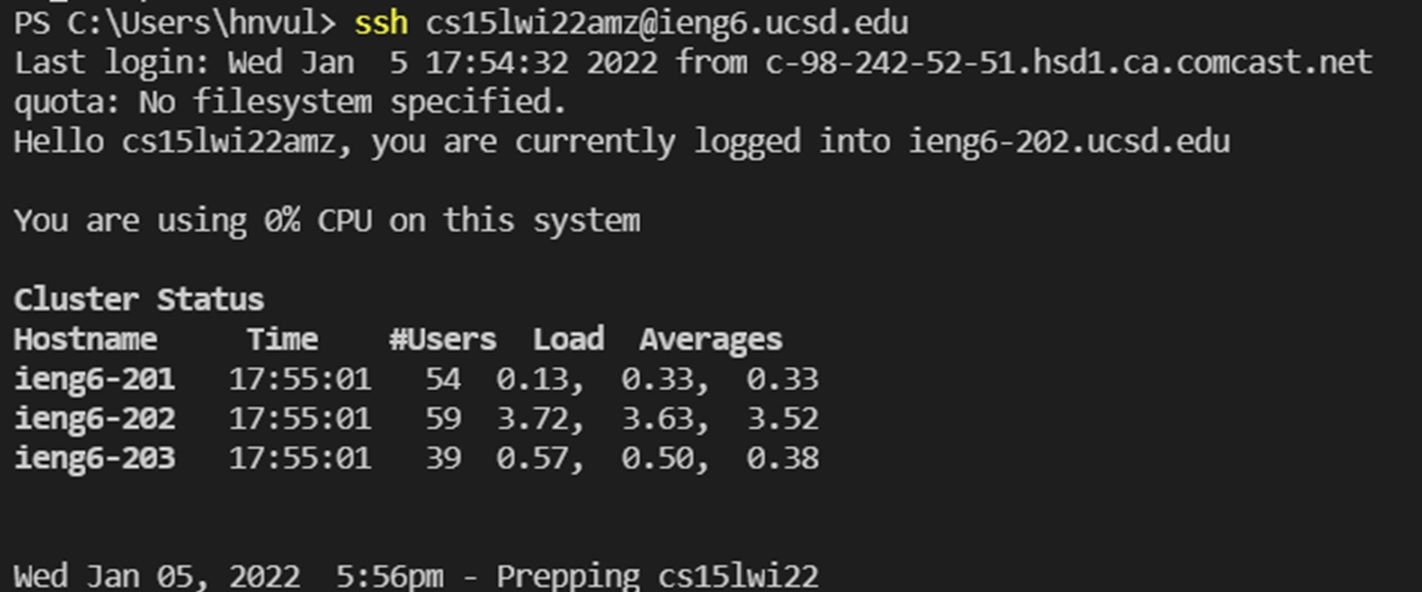 PS C:\Users\hnvul> ssh cs15lwi22amz@ieng6.ucsd.edu
Last login: Wed Jan  5 17:54:32 2022 from c-98-242-52-51.hsd1.ca.comcast.net
quota: No filesystem specified.
Hello cs15lwi22amz, you are currently logged into ieng6-202.ucsd.edu
You are using 0% CPU on this system
Cluster Status
Hostname     Time    #Users  Load  Averages
ieng6-201   17:55:01   54  0.13,  0.33,  0.33
ieng6-202   17:55:01   59  3.72,  3.63,  3.52
ieng6-203   17:55:01   39  0.57,  0.50,  0.38
Wed Jan 05, 2022  5:56pm - Prepping cs15lwi22